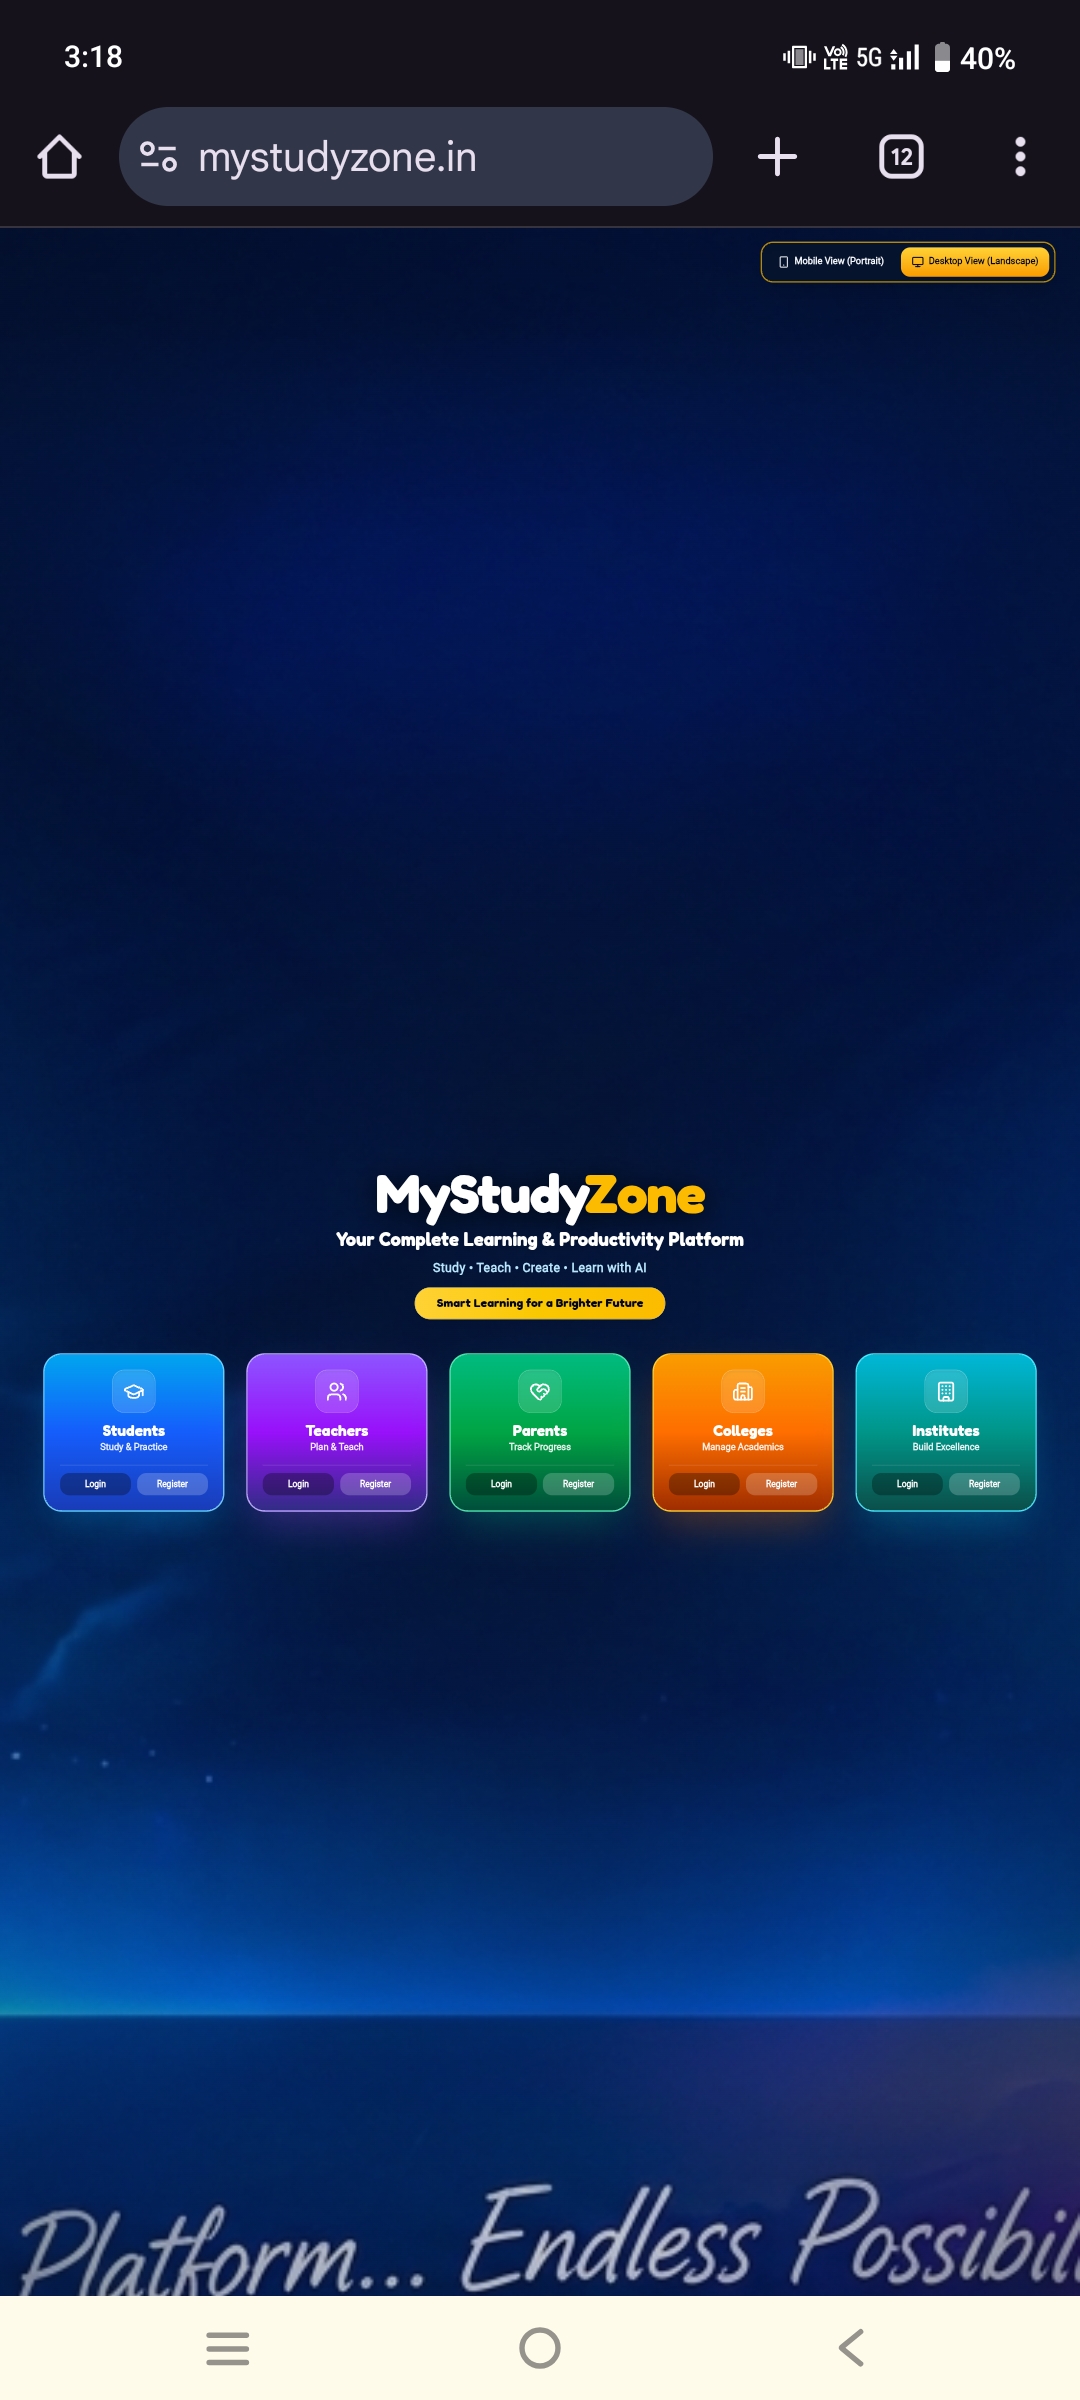 3:18
Vo)) LTE 5G 40%
mystudyzone.in
12
Mobile View (Portrait) Desktop View (Landscape)
MyStudyZone
Your Complete Learning & Productivity Platform
Study • Teach • Create • Learn with AI
Smart Learning for a Brighter Future
Students Teachers Parents Colleges Institutes
Study & Practice Plan & Teach Track Progress Manage Academics Build Excellence
Login Register Login Register Login Register Login Register Login Register
Platform... Endless Possibil